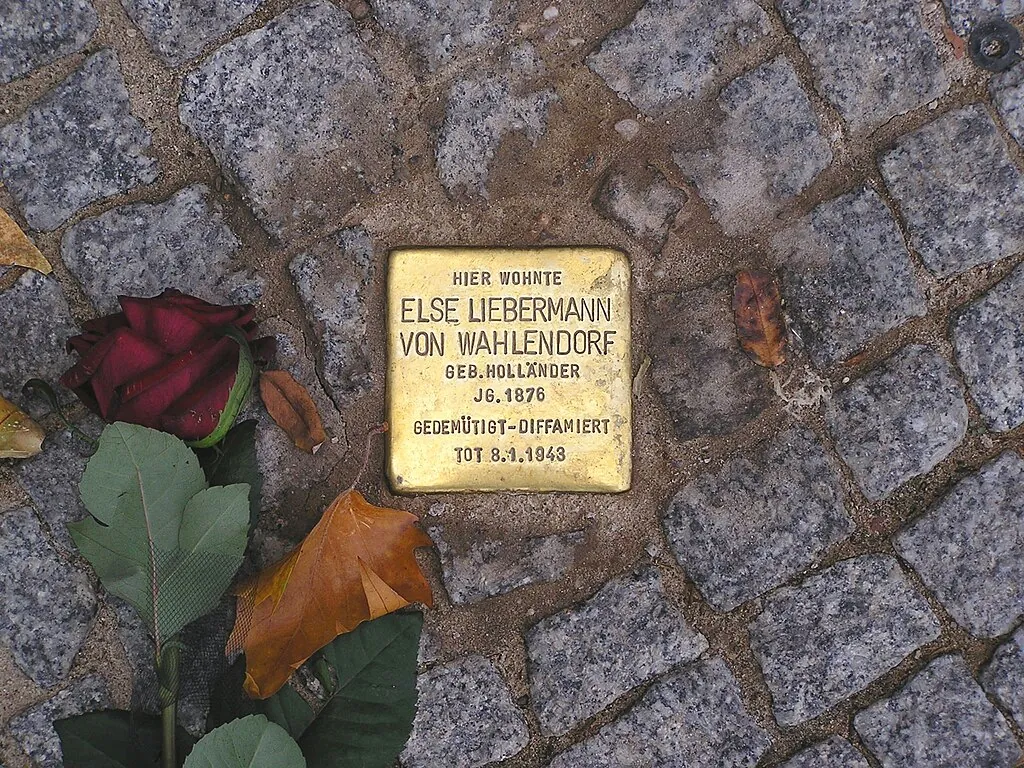 HIER WOHNTE
ELSE LIEBERMANN
VON WAHLENDORF
GEB.HOLLÄNDER
JG. 1876
GEDEMÜTIGT-DIFFAMIERT
TOT 8.1.1943